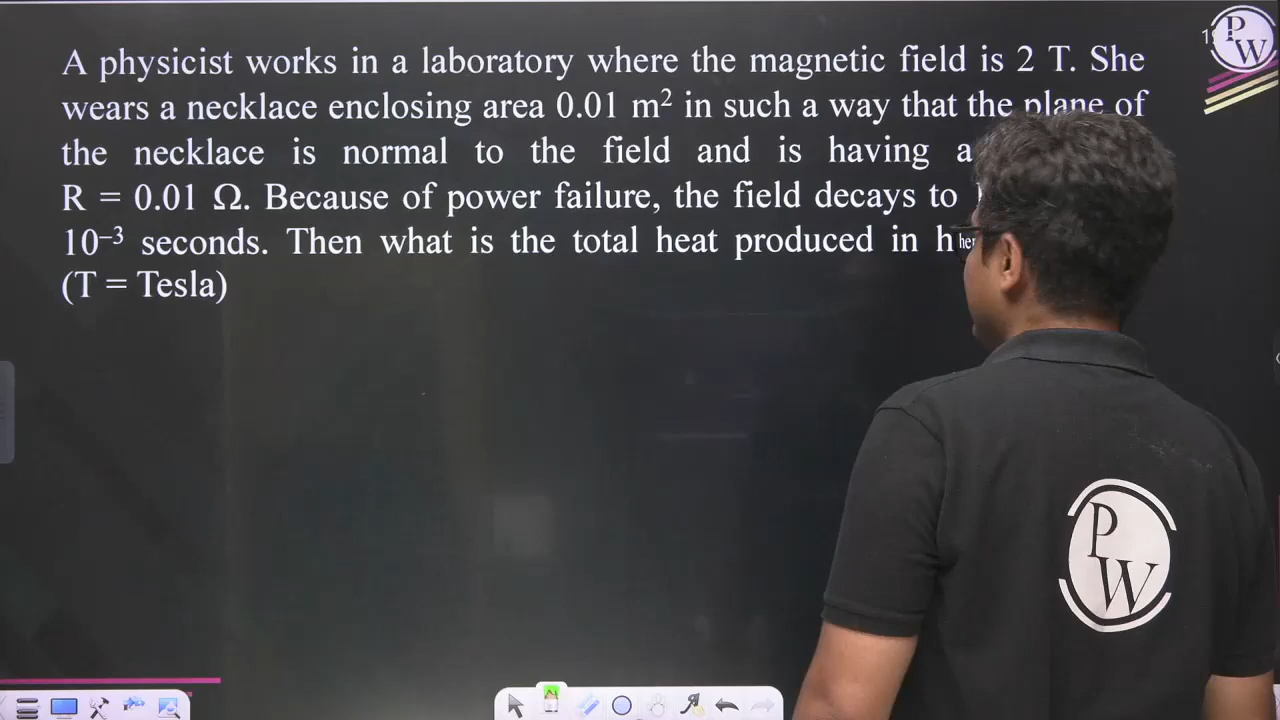 A physicist works in a laboratory where the magnetic field is 2 T. She
wears a necklace enclosing area 0.01 m² in such a way that the plane of
the necklace is normal to the field and is having a
R = 0.01 Ω. Because of power failure, the field decays to
10⁻³ seconds. Then what is the total heat produced in h
(T = Tesla)
PW
PW